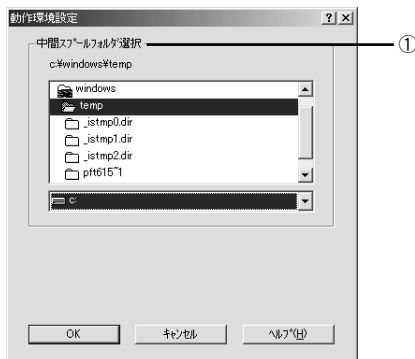 動作環境設定
中間ｽﾌﾟｰﾙﾌｫﾙﾀﾞ選択
①
c:¥windows¥temp
windows
temp
_istmp0.dir
_istmp1.dir
_istmp2.dir
pft615~1
c:
OK
ｷｬﾝｾﾙ
ﾍﾙﾌﾟ(H)